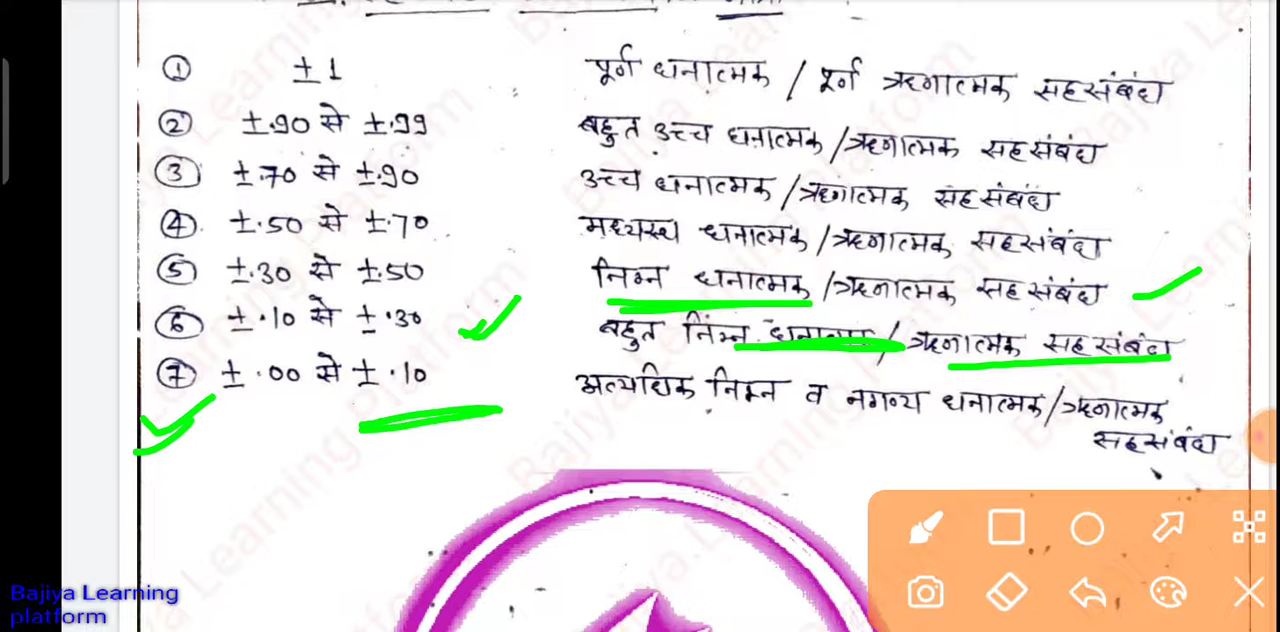 ① ± 1 पूर्ण धनात्मक / पूर्ण ऋणात्मक सहसंबंध
② ±.90 से ±.99 बहुत उच्च धनात्मक/ऋणात्मक सहसंबंध
③ ±.70 से ±.90 उच्च धनात्मक/ऋणात्मक सहसंबंध
④ ±.50 से ±.70 मध्यस्थ धनात्मक/ऋणात्मक सहसंबंध
⑤ ±.30 से ±.50 निम्न धनात्मक/ऋणात्मक सहसंबंध
⑥ ±.10 से ±.30 बहुत निम्न धनात्मक/ऋणात्मक सहसंबंध
⑦ ±.00 से ±.10 अत्यधिक निम्न व नगण्य धनात्मक/ऋणात्मक
सहसंबंध
Bajiya Learning
platform